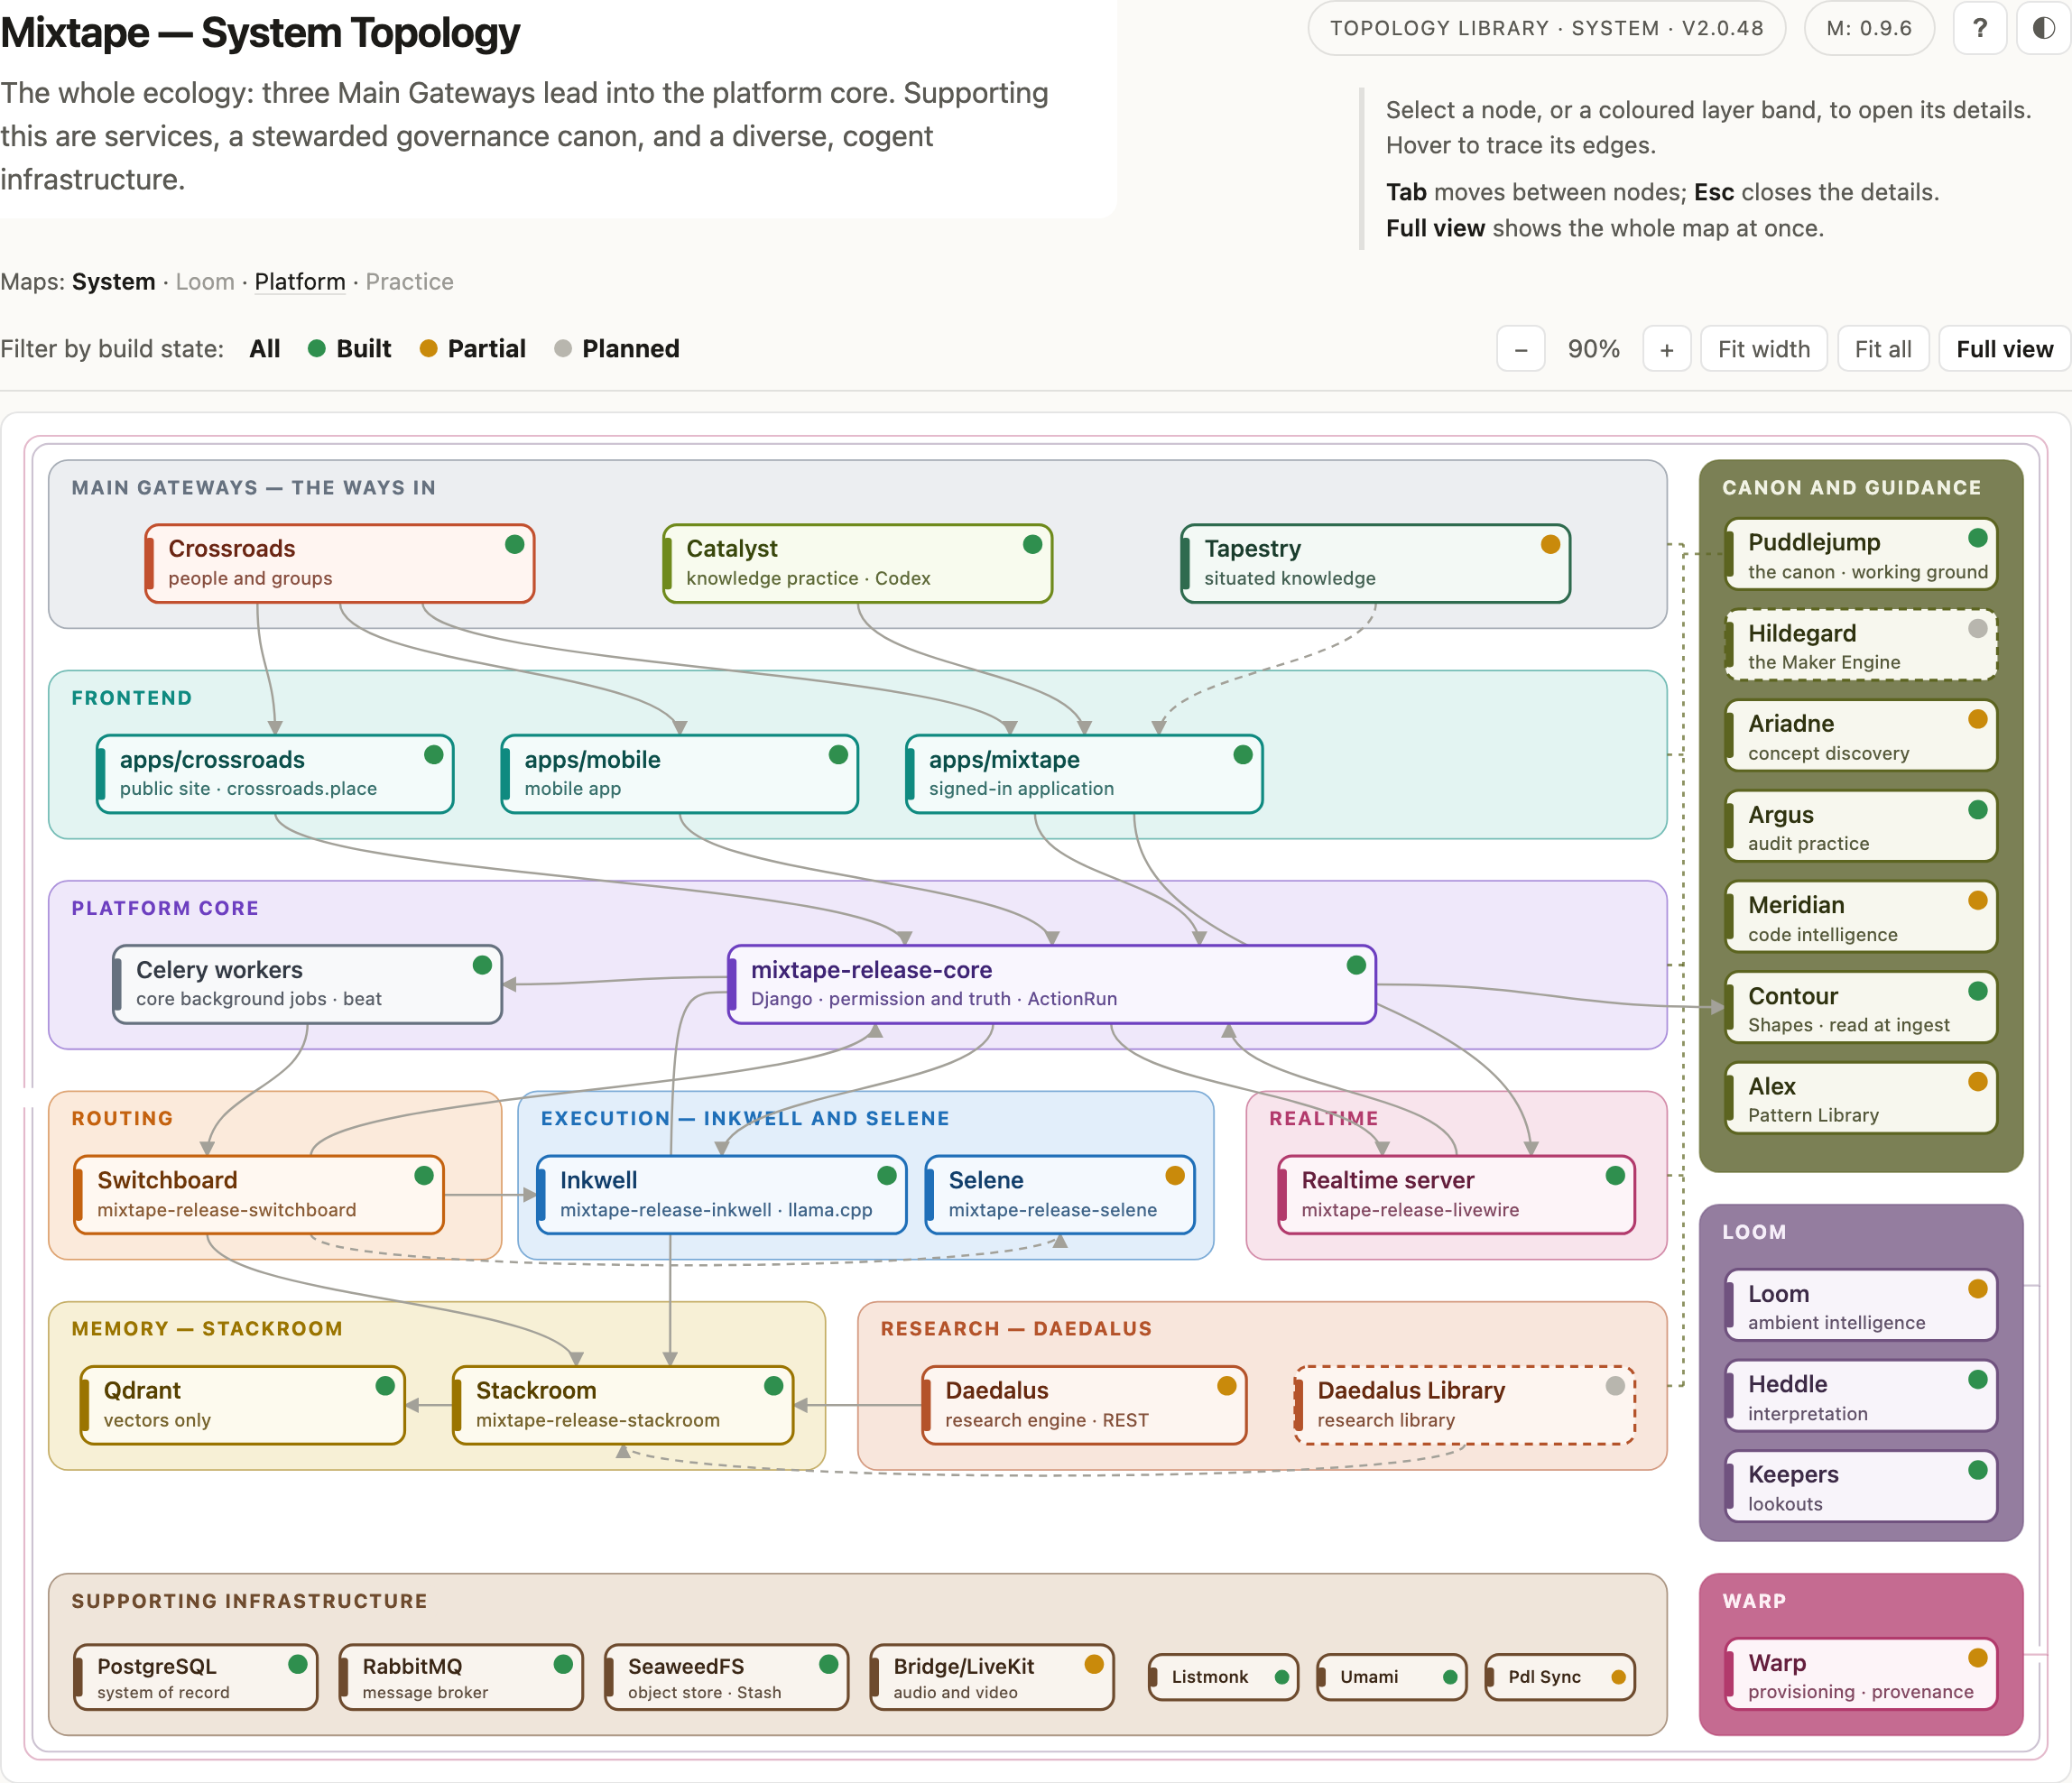 Mixtape — System Topology
TOPOLOGY LIBRARY · SYSTEM · V2.0.48
M: 0.9.6
?
The whole ecology: three Main Gateways lead into the platform core. Supporting
this are services, a stewarded governance canon, and a diverse, cogent
infrastructure.
Select a node, or a coloured layer band, to open its details.
Hover to trace its edges.
Tab moves between nodes; Esc closes the details.
Full view shows the whole map at once.
Maps: System · Loom · Platform · Practice
Filter by build state: All Built Partial Planned
− 90% + Fit width Fit all Full view
MAIN GATEWAYS — THE WAYS IN
Crossroads
people and groups
Catalyst
knowledge practice · Codex
Tapestry
situated knowledge
FRONTEND
apps/crossroads
public site · crossroads.place
apps/mobile
mobile app
apps/mixtape
signed-in application
PLATFORM CORE
Celery workers
core background jobs · beat
mixtape-release-core
Django · permission and truth · ActionRun
ROUTING
Switchboard
mixtape-release-switchboard
EXECUTION — INKWELL AND SELENE
Inkwell
mixtape-release-inkwell · llama.cpp
Selene
mixtape-release-selene
REALTIME
Realtime server
mixtape-release-livewire
MEMORY — STACKROOM
Qdrant
vectors only
Stackroom
mixtape-release-stackroom
RESEARCH — DAEDALUS
Daedalus
research engine · REST
Daedalus Library
research library
SUPPORTING INFRASTRUCTURE
PostgreSQL
system of record
RabbitMQ
message broker
SeaweedFS
object store · Stash
Bridge/LiveKit
audio and video
Listmonk
Umami
Pdl Sync
CANON AND GUIDANCE
Puddlejump
the canon · working ground
Hildegard
the Maker Engine
Ariadne
concept discovery
Argus
audit practice
Meridian
code intelligence
Contour
Shapes · read at ingest
Alex
Pattern Library
LOOM
Loom
ambient intelligence
Heddle
interpretation
Keepers
lookouts
WARP
Warp
provisioning · provenance